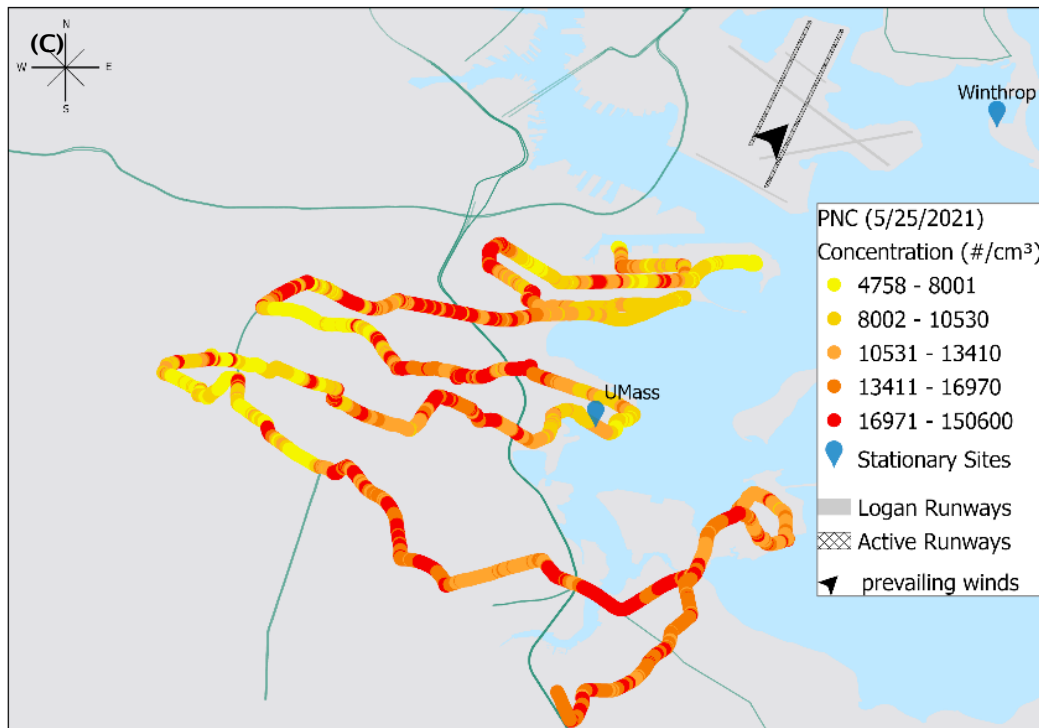 (C)
N
W
E
S
Winthrop
UMass
PNC (5/25/2021)
Concentration (#/cm³)
4758 - 8001
8002 - 10530
10531 - 13410
13411 - 16970
16971 - 150600
Stationary Sites
Logan Runways
Active Runways
prevailing winds